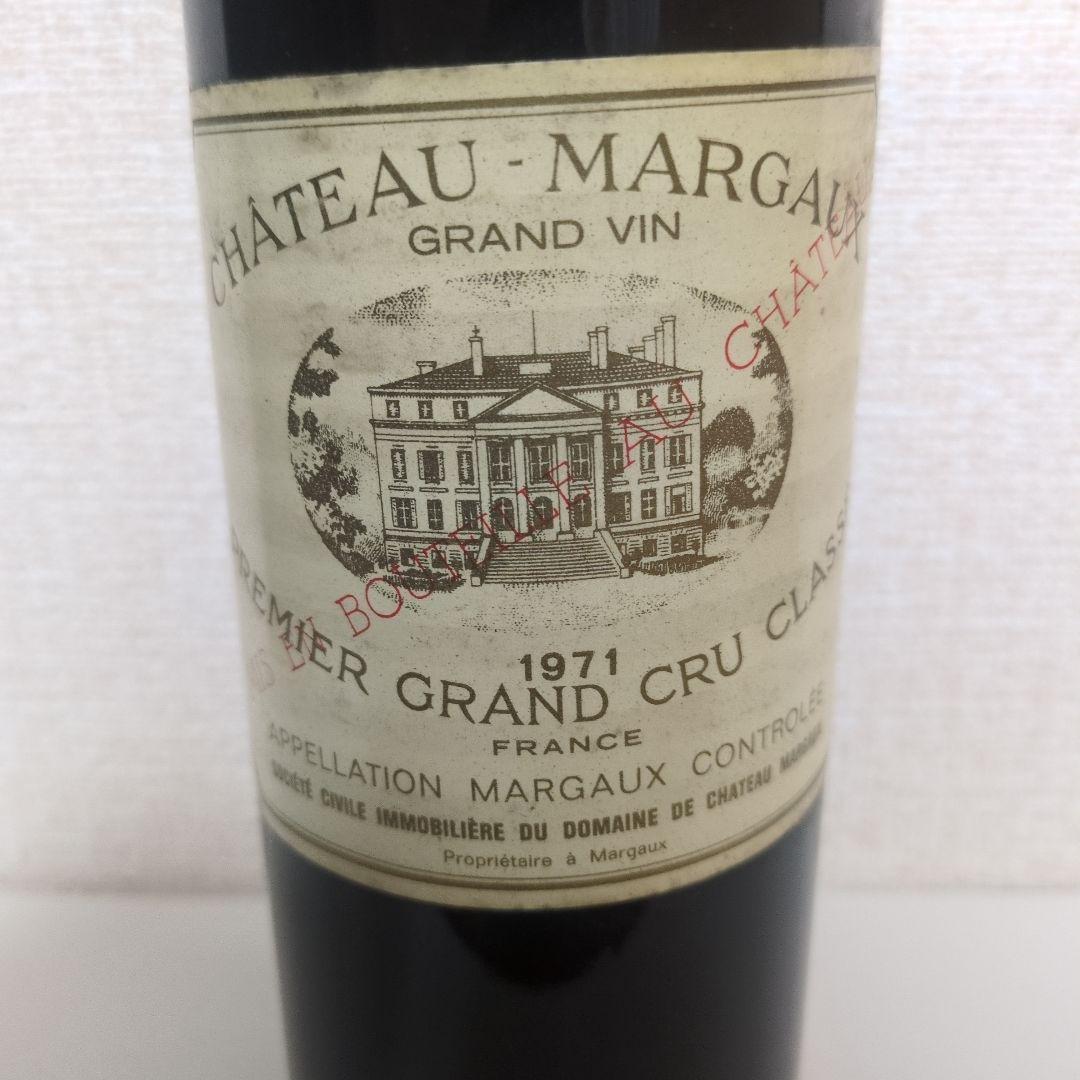 CHÂTEAU - MARGAUX
GRAND VIN
MIS EN BOUTEILLE AU CHÂTEAU
1971
PREMIER GRAND CRU CLASSÉ
FRANCE
APPELLATION MARGAUX CONTROLÉE
SOCIÉTÉ CIVILE IMMOBILIÈRE DU DOMAINE DE CHATEAU MARGAUX
Propriétaire à Margaux